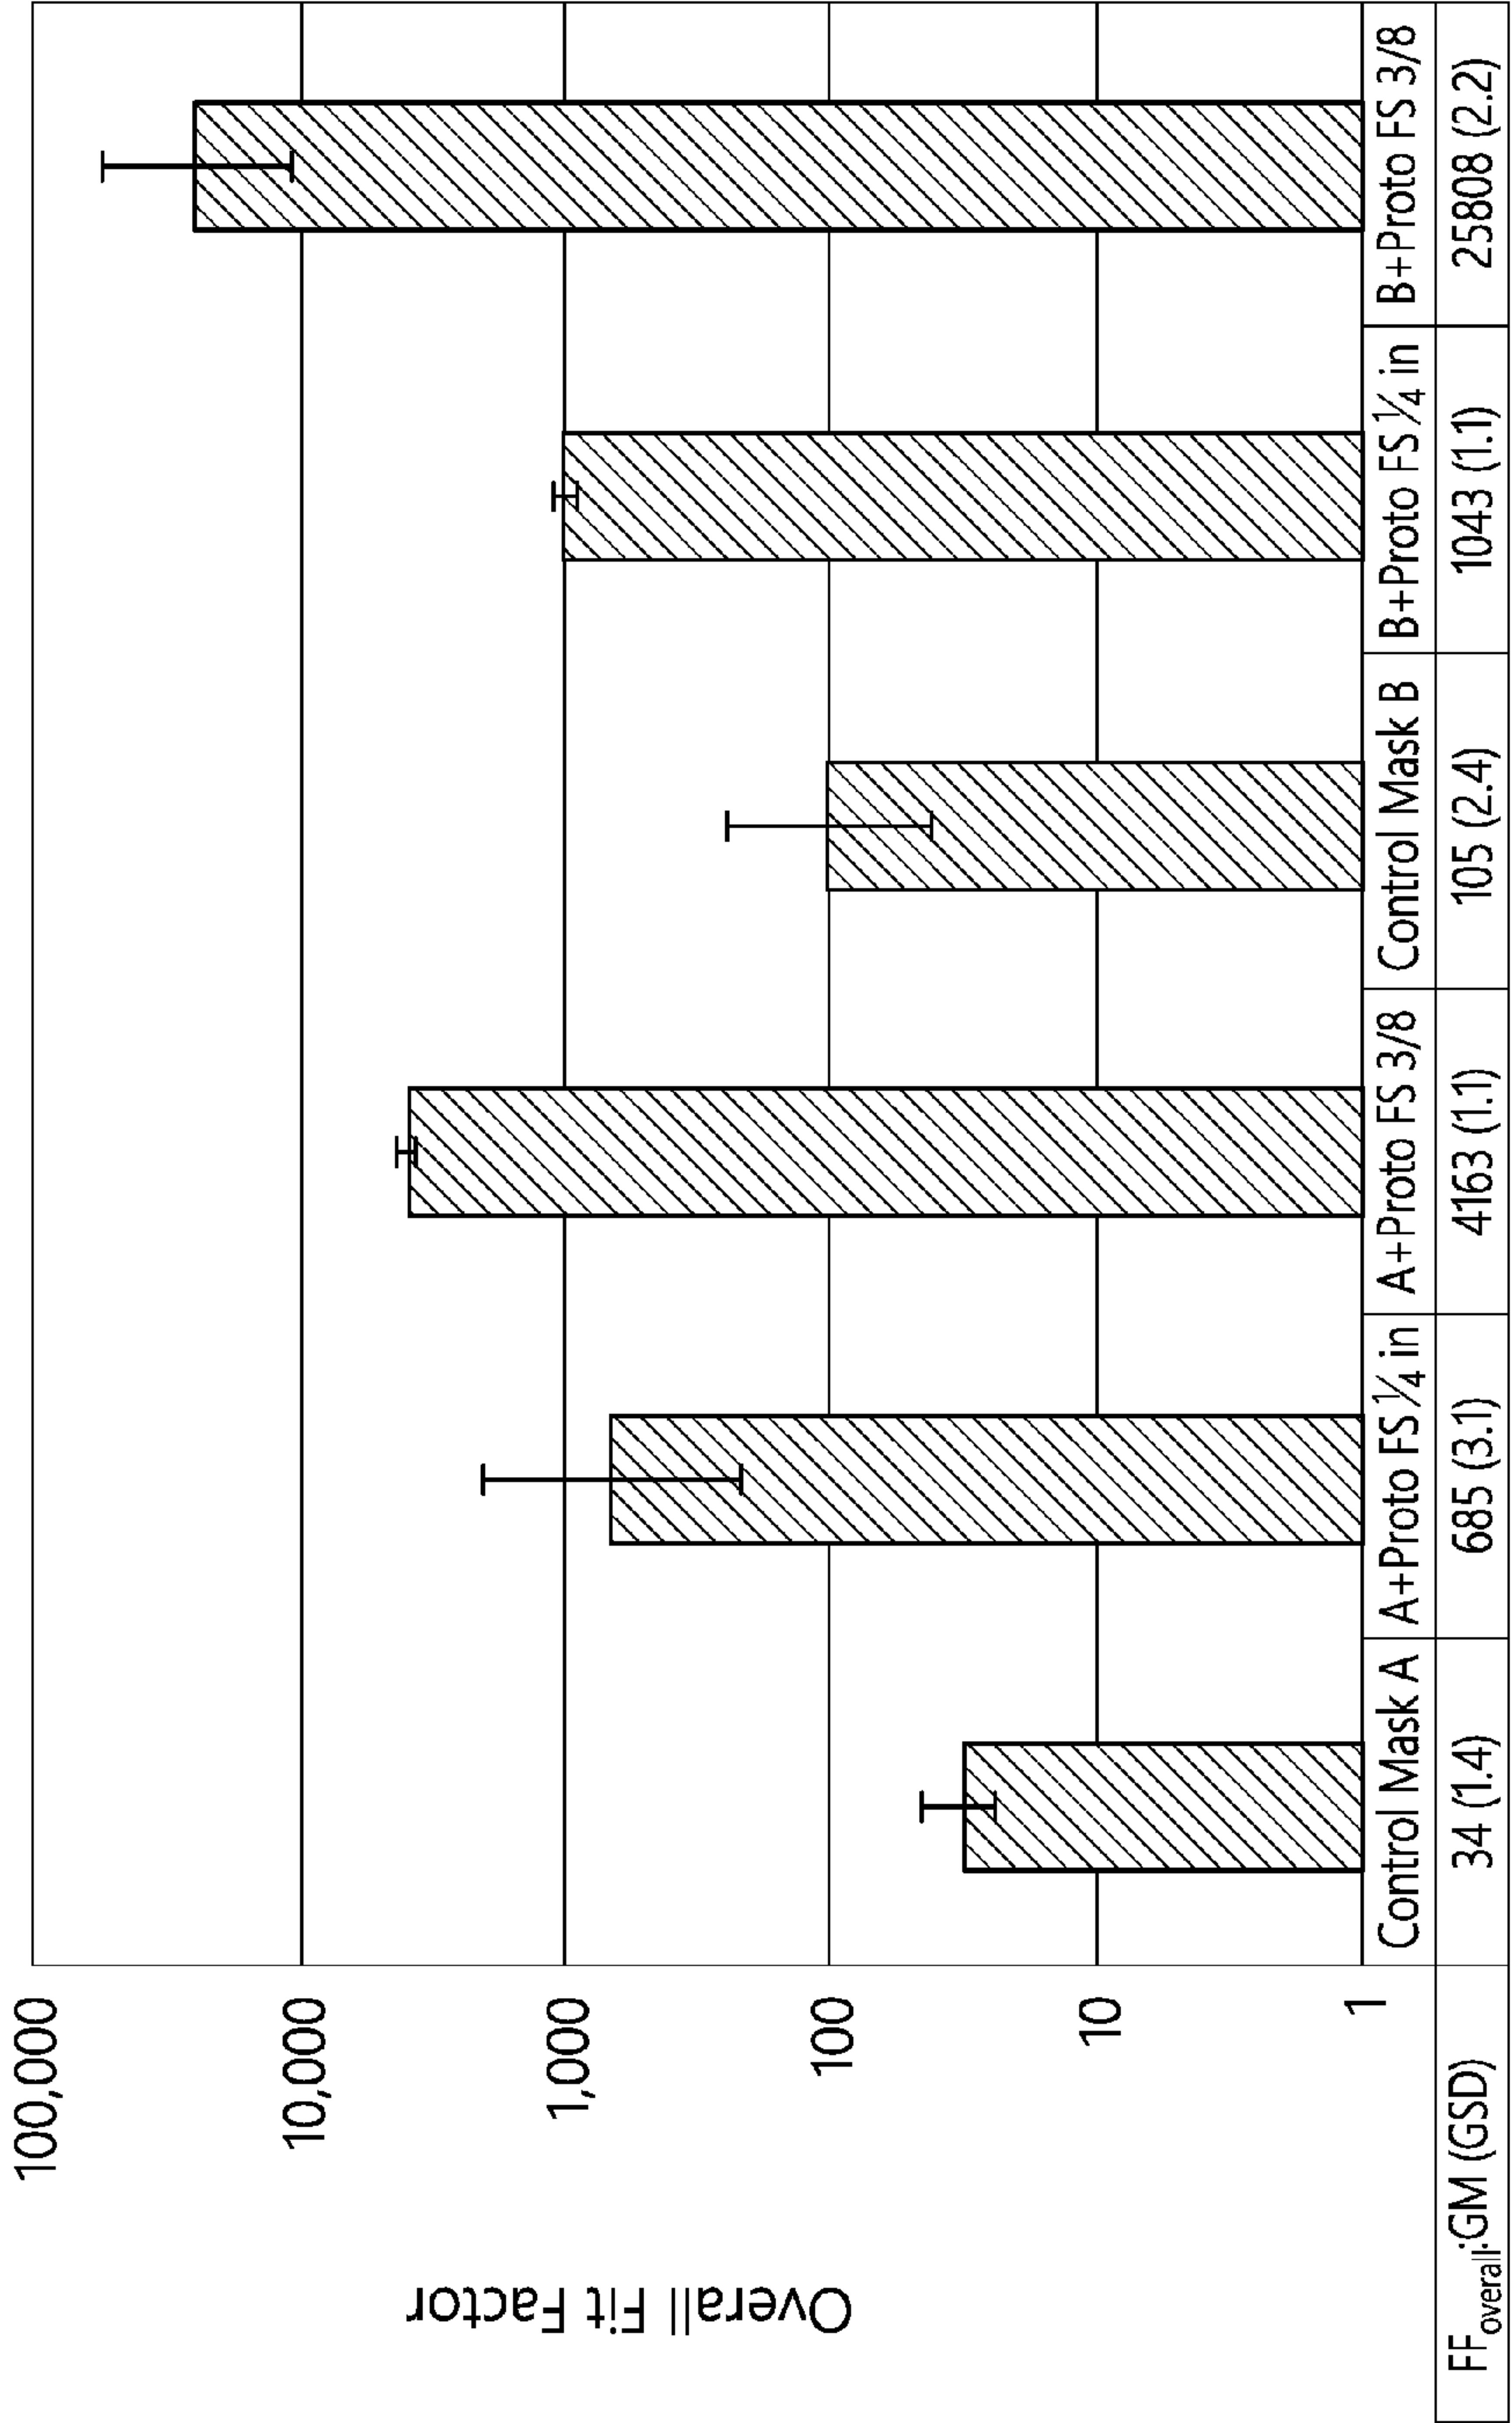 Overall Fit Factor
100,000
10,000
1,000
100
10
1
Control Mask A
A+Proto FS ¼ in
A+Proto FS 3/8
Control Mask B
B+Proto FS ¼ in
B+Proto FS 3/8
FFoverall:GM (GSD)
34 (1.4)
685 (3.1)
4163 (1.1)
105 (2.4)
1043 (1.1)
25808 (2.2)